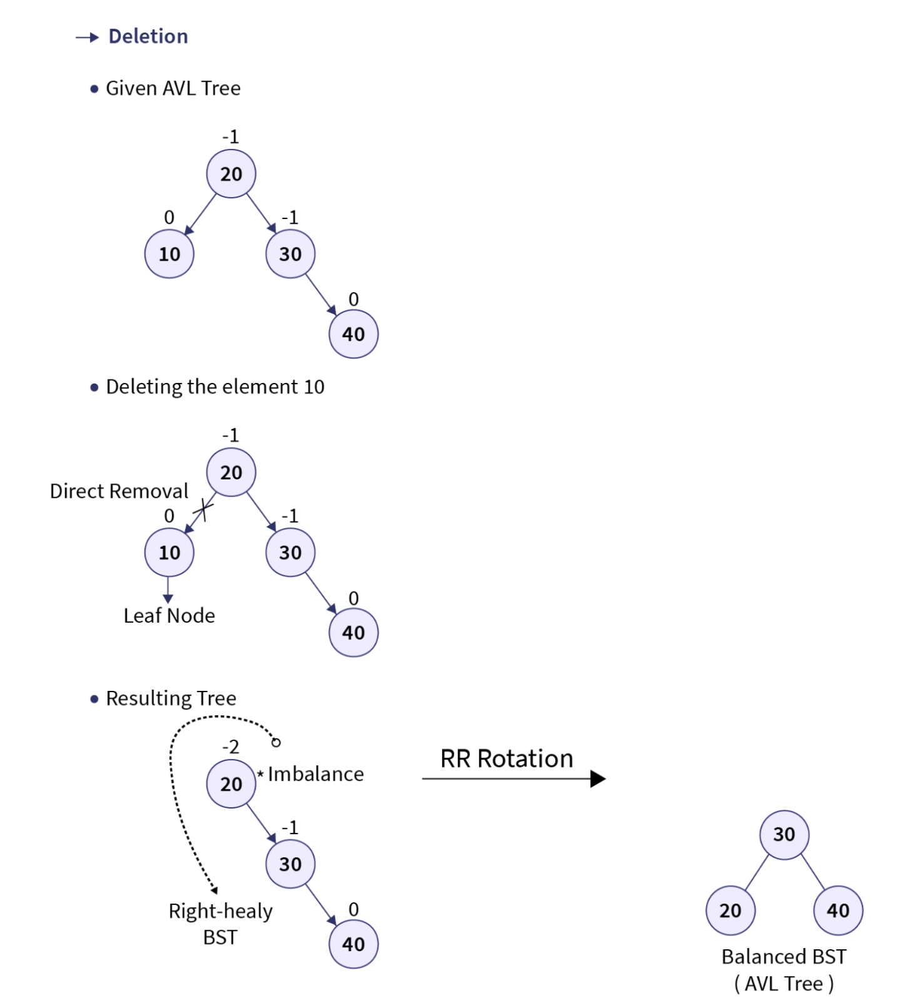 Deletion
• Given AVL Tree
-1
20
0
-1
10
30
0
40
• Deleting the element 10
-1
20
Direct Removal
0
-1
10
30
Leaf Node
0
40
• Resulting Tree
-2
20
* Imbalance
-1
30
Right-healy
BST
0
40
RR Rotation
30
20
40
Balanced BST
( AVL Tree )